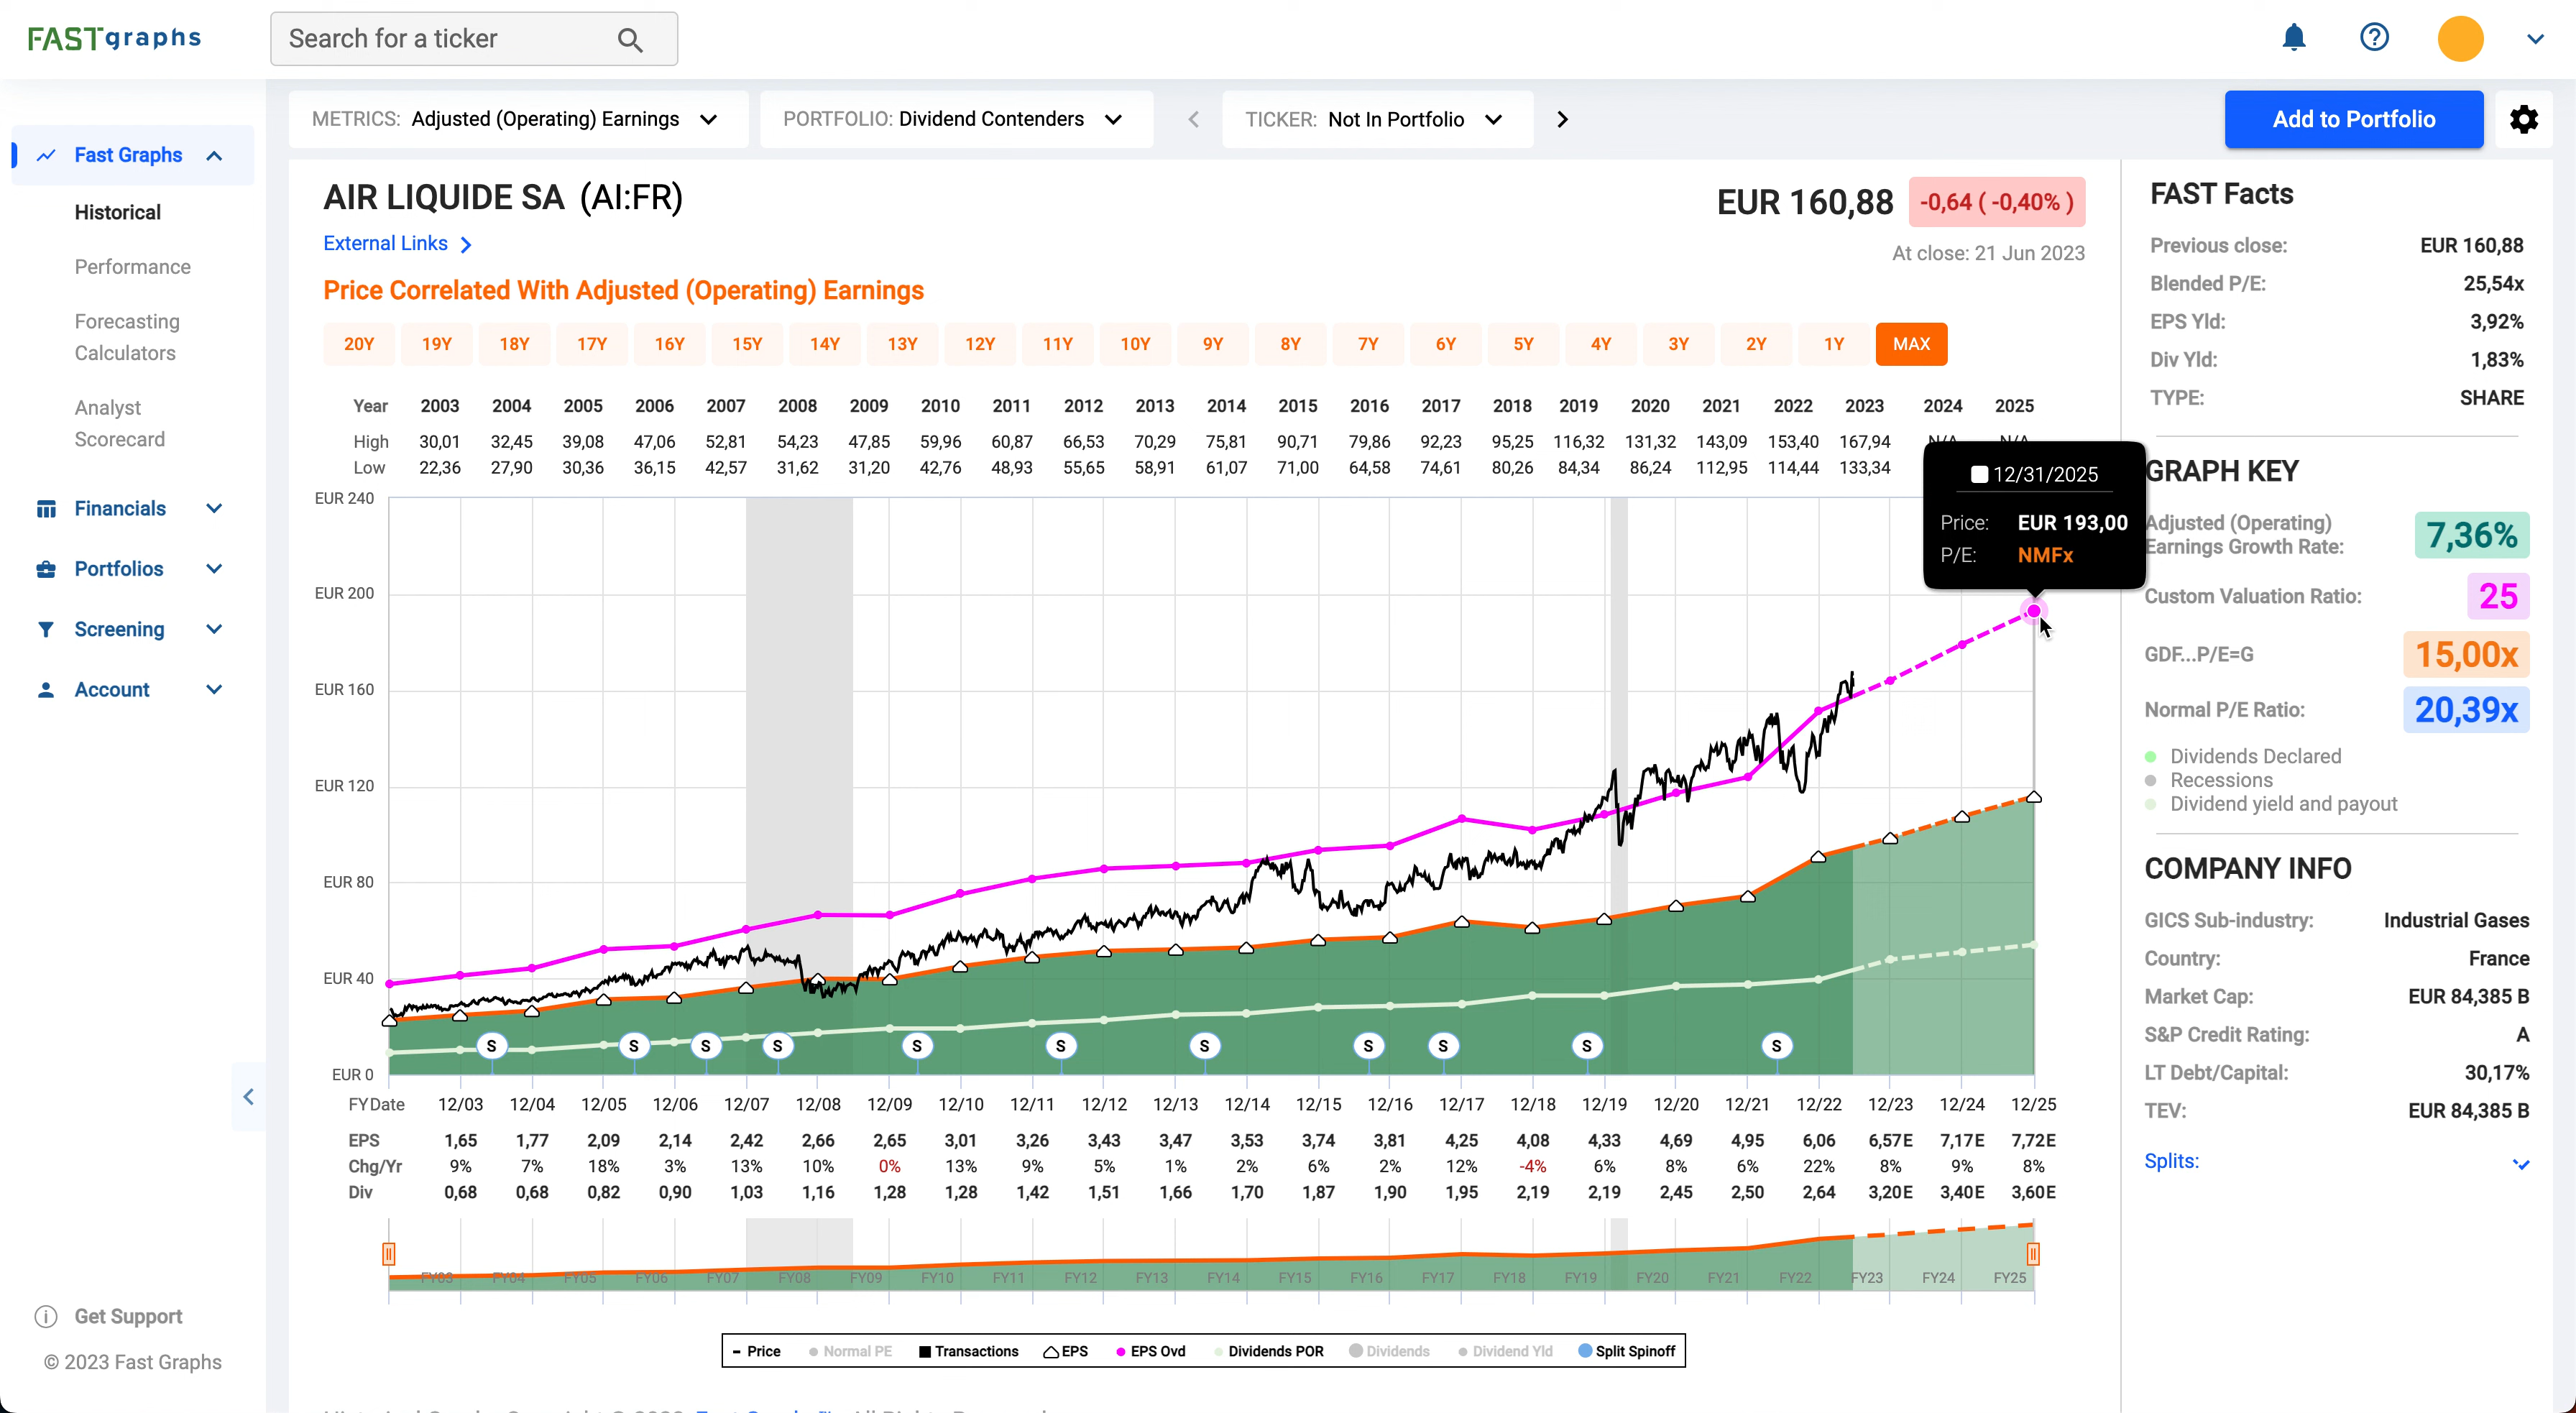 FASTgraphs
Search for a ticker
METRICS: Adjusted (Operating) Earnings
PORTFOLIO: Dividend Contenders
TICKER: Not In Portfolio
Add to Portfolio
Fast Graphs
Historical
Performance
Forecasting
Calculators
Analyst
Scorecard
Financials
Portfolios
Screening
Account
Get Support
© 2023 Fast Graphs
AIR LIQUIDE SA (AI:FR)
EUR 160,88 -0,64 ( -0,40% )
External Links
At close: 21 Jun 2023
Price Correlated With Adjusted (Operating) Earnings
20Y 19Y 18Y 17Y 16Y 15Y 14Y 13Y 12Y 11Y 10Y 9Y 8Y 7Y 6Y 5Y 4Y 3Y 2Y 1Y MAX
Year 2003 2004 2005 2006 2007 2008 2009 2010 2011 2012 2013 2014 2015 2016 2017 2018 2019 2020 2021 2022 2023 2024 2025
High 30,01 32,45 39,08 47,06 52,81 54,23 47,85 59,96 60,87 66,53 70,29 75,81 90,71 79,86 92,23 95,25 116,32 131,32 143,09 153,40 167,94 N/A N/A
Low 22,36 27,90 30,36 36,15 42,57 31,62 31,20 42,76 48,93 55,65 58,91 61,07 71,00 64,58 74,61 80,26 84,34 86,24 112,95 114,44 133,34
12/31/2025
Price: EUR 193,00
P/E: NMFx
EUR 240
EUR 200
EUR 160
EUR 120
EUR 80
EUR 40
EUR 0
S S S S S S S S S S S
FYDate 12/03 12/04 12/05 12/06 12/07 12/08 12/09 12/10 12/11 12/12 12/13 12/14 12/15 12/16 12/17 12/18 12/19 12/20 12/21 12/22 12/23 12/24 12/25
EPS 1,65 1,77 2,09 2,14 2,42 2,66 2,65 3,01 3,26 3,43 3,47 3,53 3,74 3,81 4,25 4,08 4,33 4,69 4,95 6,06 6,57E 7,17E 7,72E
Chg/Yr 9% 7% 18% 3% 13% 10% 0% 13% 9% 5% 1% 2% 6% 2% 12% -4% 6% 8% 6% 22% 8% 9% 8%
Div 0,68 0,68 0,82 0,90 1,03 1,16 1,28 1,28 1,42 1,51 1,66 1,70 1,87 1,90 1,95 2,19 2,19 2,45 2,50 2,64 3,20E 3,40E 3,60E
FY03 FY04 FY05 FY06 FY07 FY08 FY09 FY10 FY11 FY12 FY13 FY14 FY15 FY16 FY17 FY18 FY19 FY20 FY21 FY22 FY23 FY24 FY25
Price Normal PE Transactions EPS EPS Ovd Dividends POR Dividends Dividend Yld Split Spinoff
FAST Facts
Previous close: EUR 160,88
Blended P/E: 25,54x
EPS Yld: 3,92%
Div Yld: 1,83%
TYPE: SHARE
GRAPH KEY
Adjusted (Operating)
Earnings Growth Rate: 7,36%
Custom Valuation Ratio: 25
GDF...P/E=G 15,00x
Normal P/E Ratio: 20,39x
Dividends Declared
Recessions
Dividend yield and payout
COMPANY INFO
GICS Sub-industry: Industrial Gases
Country: France
Market Cap: EUR 84,385 B
S&P Credit Rating: A
LT Debt/Capital: 30,17%
TEV: EUR 84,385 B
Splits: